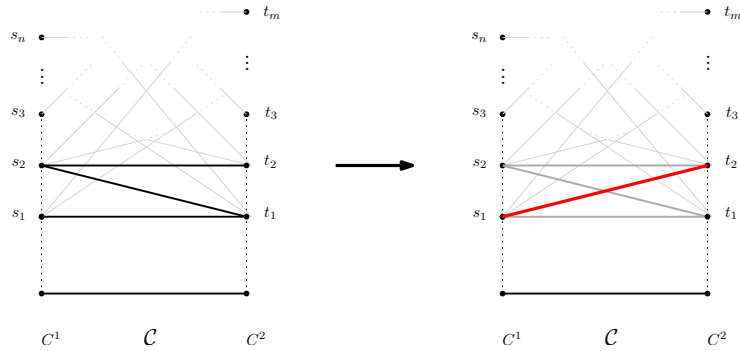 t_m t_m
s_n s_n
⋮ ⋮ ⋮ ⋮
s_3 t_3 s_3 t_3
s_2 t_2 s_2 t_2
s_1 t_1 s_1 t_1
C^1 𝒞 C^2 C^1 𝒞 C^2